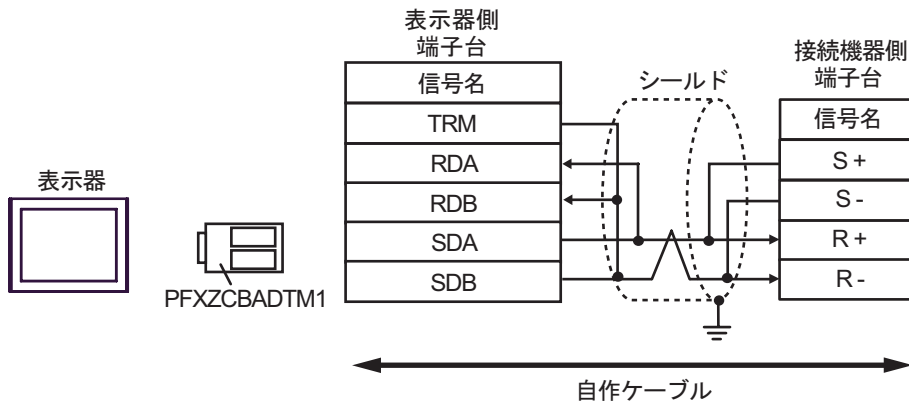 表示器側
端子台
信号名
TRM
RDA
RDB
SDA
SDB
シールド
接続機器側
端子台
信号名
S+
S-
R+
R-
表示器
PFXZCBADTM1
自作ケーブル